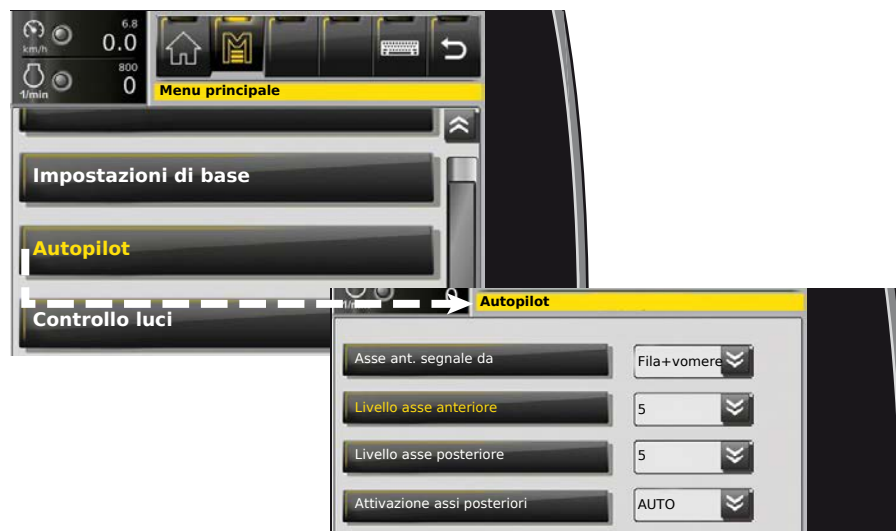 6.8
km/h 0.0
800
1/min 0
Menu principale
Impostazioni di base
Autopilot
Controllo luci
Autopilot
Asse ant. segnale da Fila+vomere
Livello asse anteriore 5
Livello asse posteriore 5
Attivazione assi posteriori AUTO